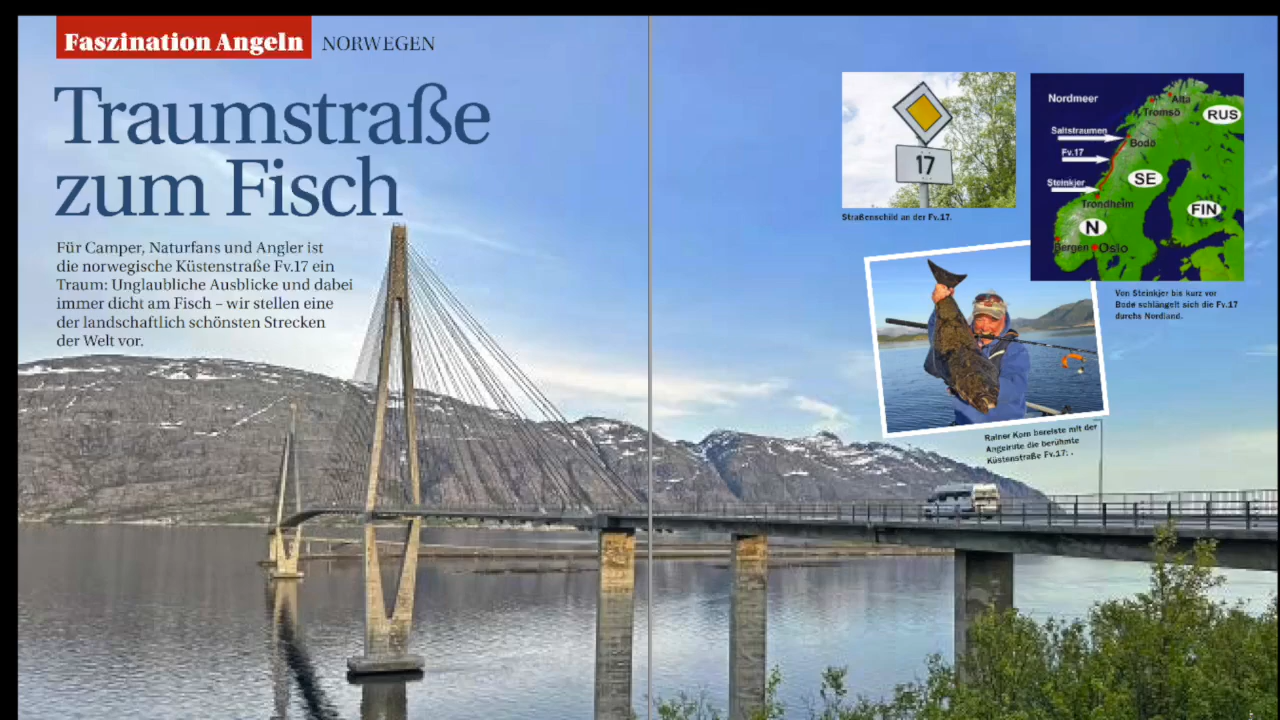 Faszination Angeln NORWEGEN
Traumstraße
zum Fisch
Für Camper, Naturfans und Angler ist
die norwegische Küstenstraße Fv.17 ein
Traum: Unglaubliche Ausblicke und dabei
immer dicht am Fisch – wir stellen eine
der landschaftlich schönsten Strecken
der Welt vor.
17
Straßenschild an der Fv.17.
Nordmeer
Alta
Tromsö
RUS
Saltstraumen
Bodö
Fv.17
SE
Steinkjer
Trondheim
FIN
N
Bergen
Oslo
Von Steinkjer bis kurz vor
Bodø schlängelt sich die Fv.17
durchs Nordland.
Rainer Korn bereiste mit der
Angelrute die berühmte
Küstenstraße Fv.17: .